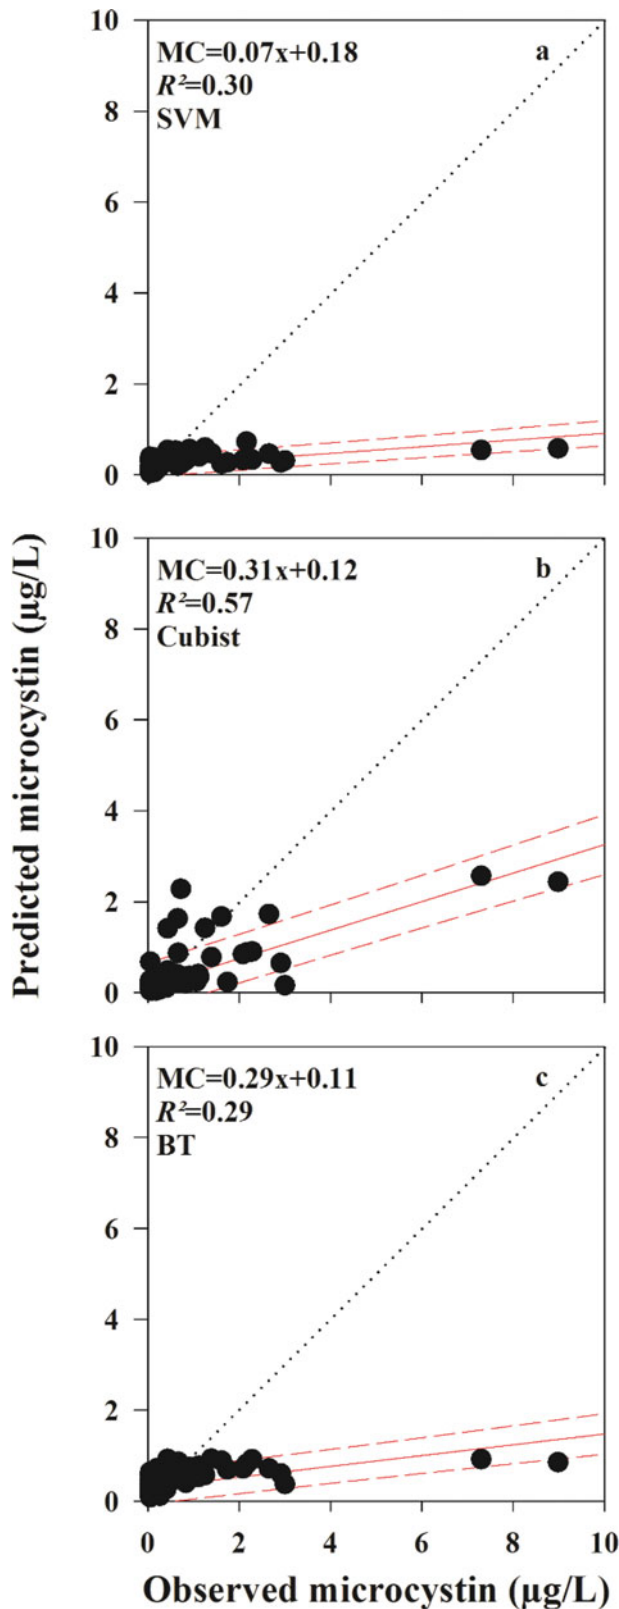 Predicted microcystin (µg/L)
10
8
6
4
2
0
MC=0.07x+0.18
a
R²=0.30
SVM
10
8
6
4
2
0
MC=0.31x+0.12
b
R²=0.57
Cubist
10
8
6
4
2
0
MC=0.29x+0.11
c
R²=0.29
BT
0 2 4 6 8 10
Observed microcystin (µg/L)